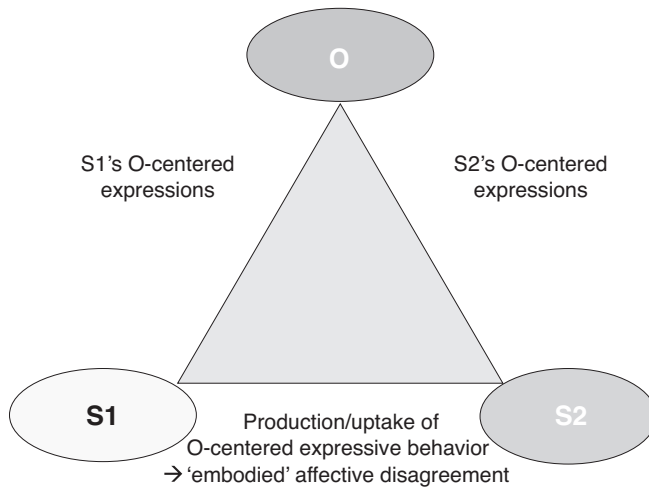 O
S1's O-centered
expressions
S2's O-centered
expressions
S1
S2
Production/uptake of
O-centered expressive behavior
→ 'embodied' affective disagreement